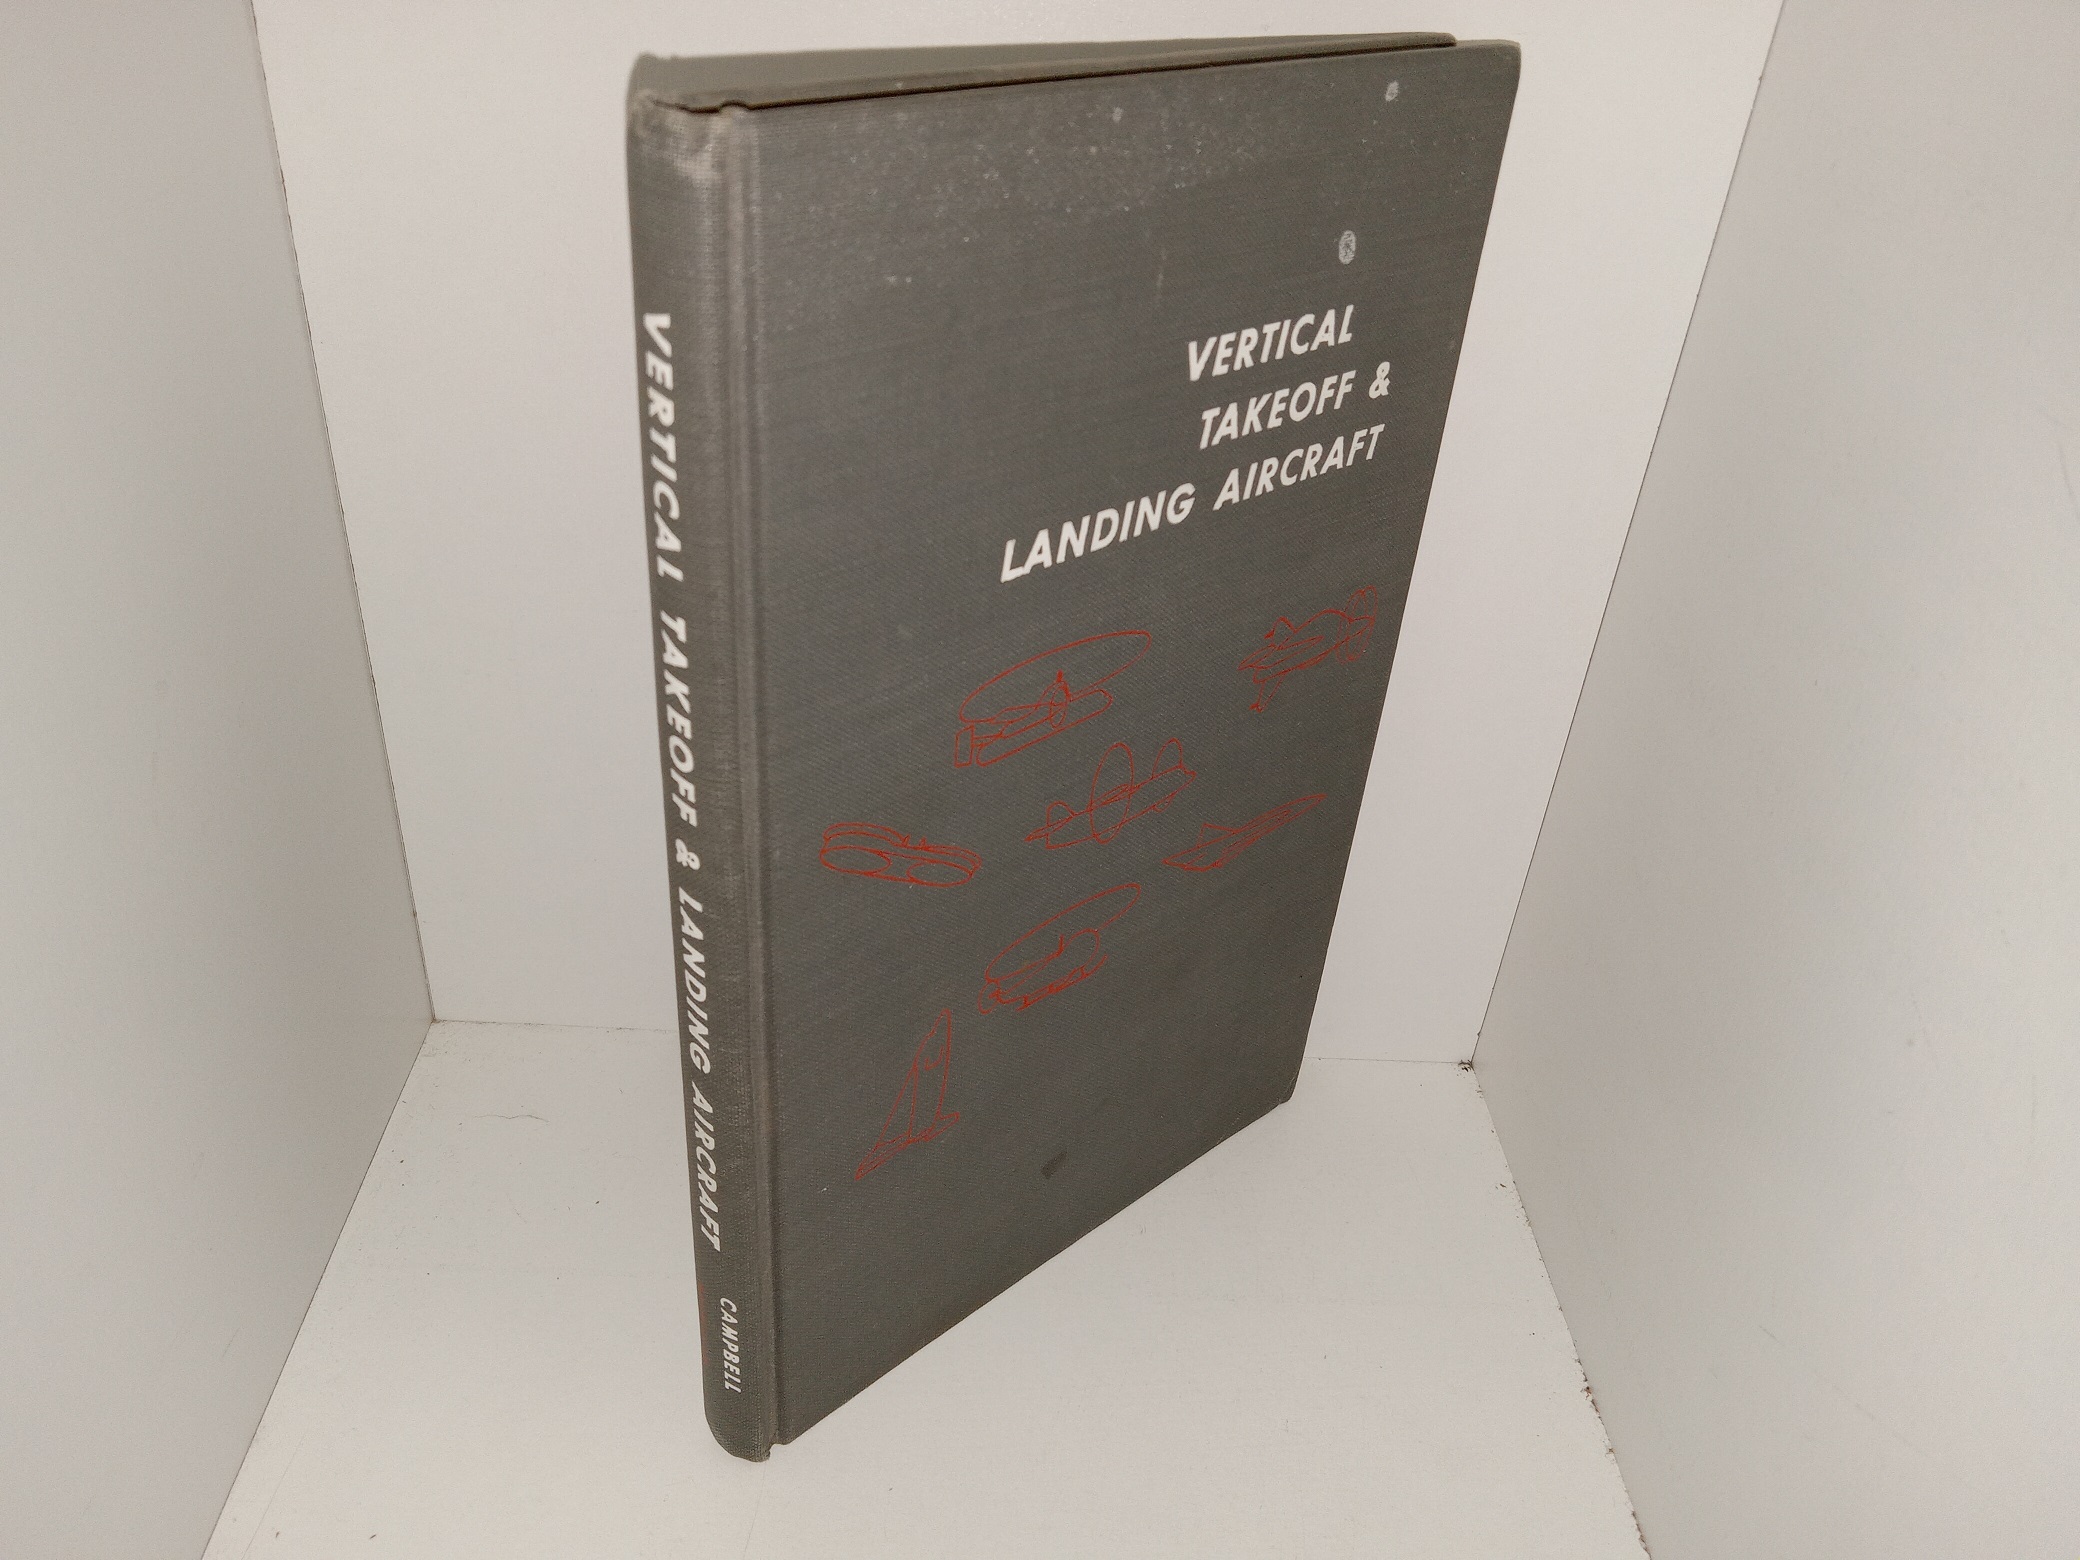 VERTICAL TAKEOFF & LANDING AIRCRAFT
CAMPBELL
VERTICAL
TAKEOFF &
LANDING AIRCRAFT